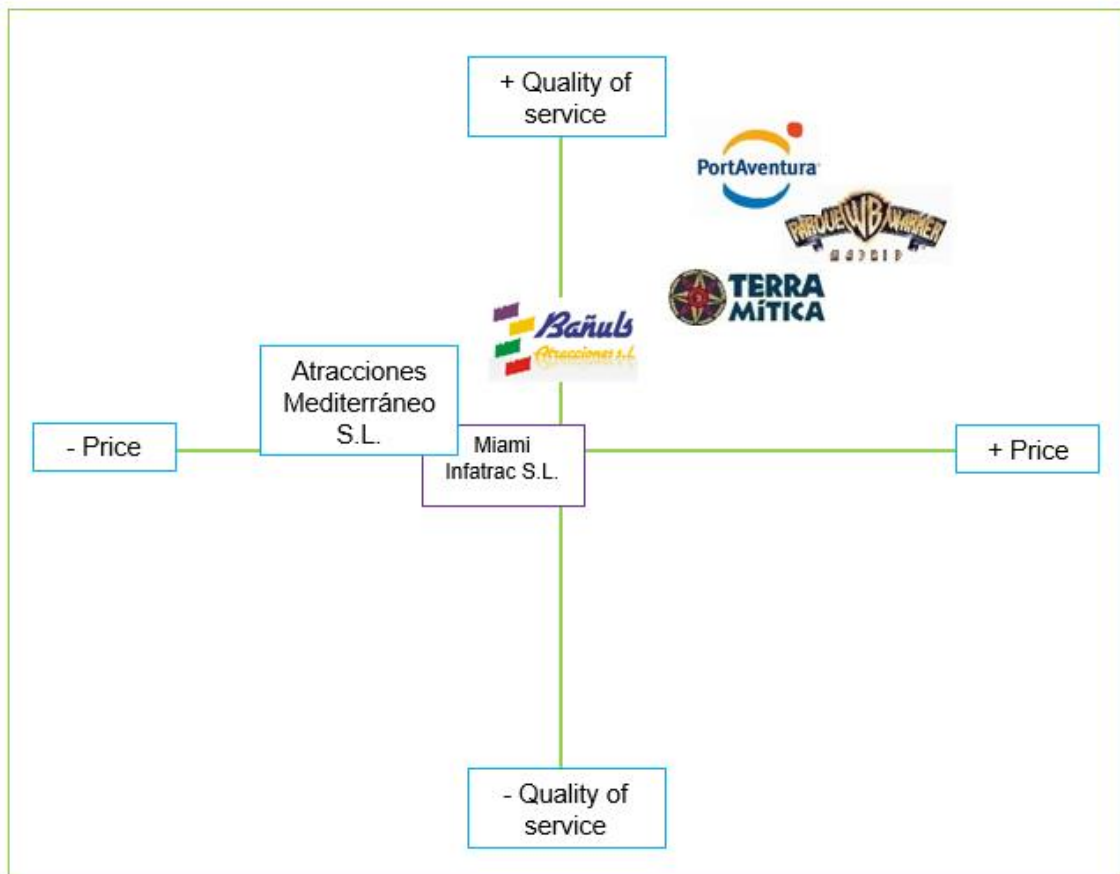 + Quality of
service
PortAventura
PARQUE WB WARNER
MADRID
TERRA
MÍTICA
Bañuls
Atracciones s.L
Atracciones
Mediterráneo
S.L.
- Price
Miami
Infatrac S.L.
+ Price
- Quality of
service